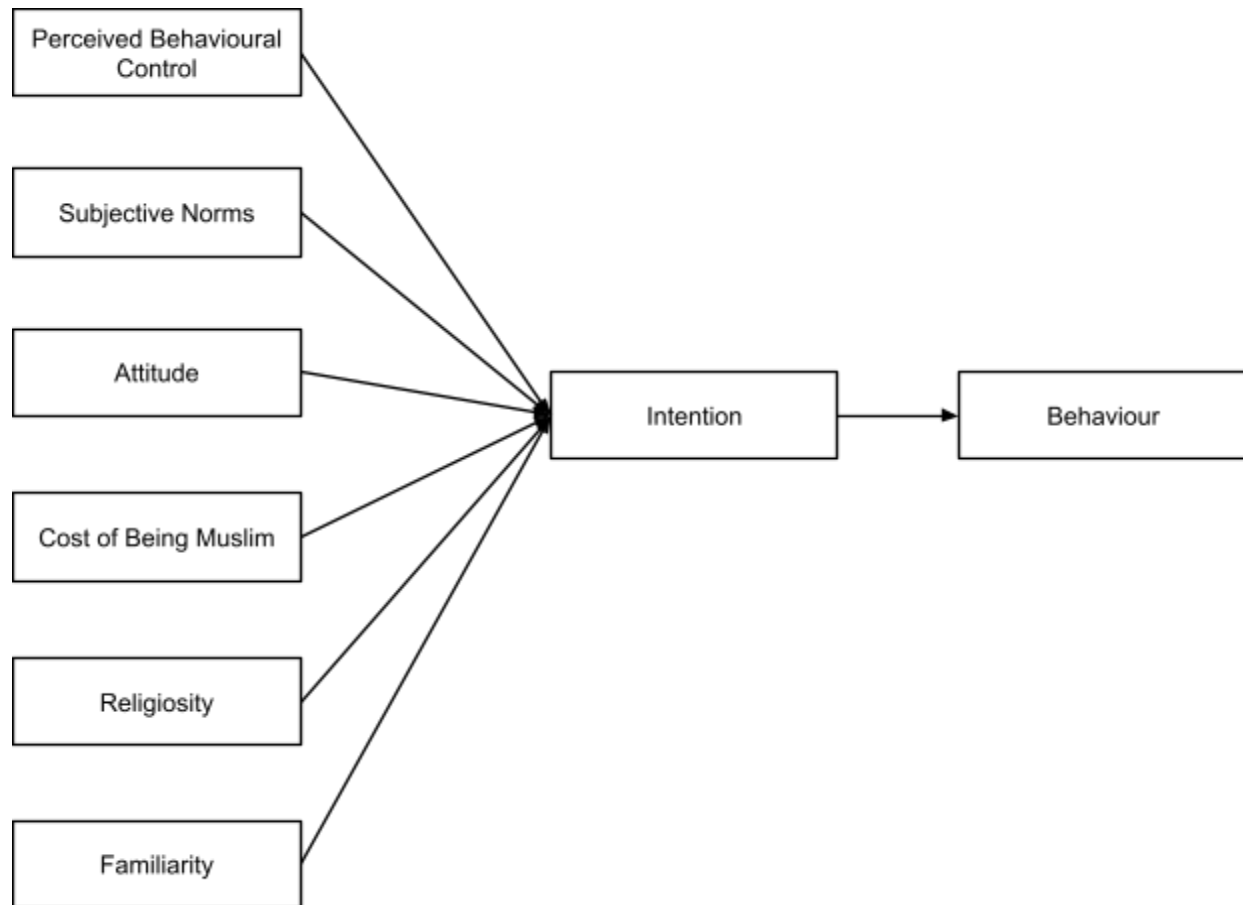 Perceived Behavioural
Control
Subjective Norms
Attitude
Intention
Behaviour
Cost of Being Muslim
Religiosity
Familiarity